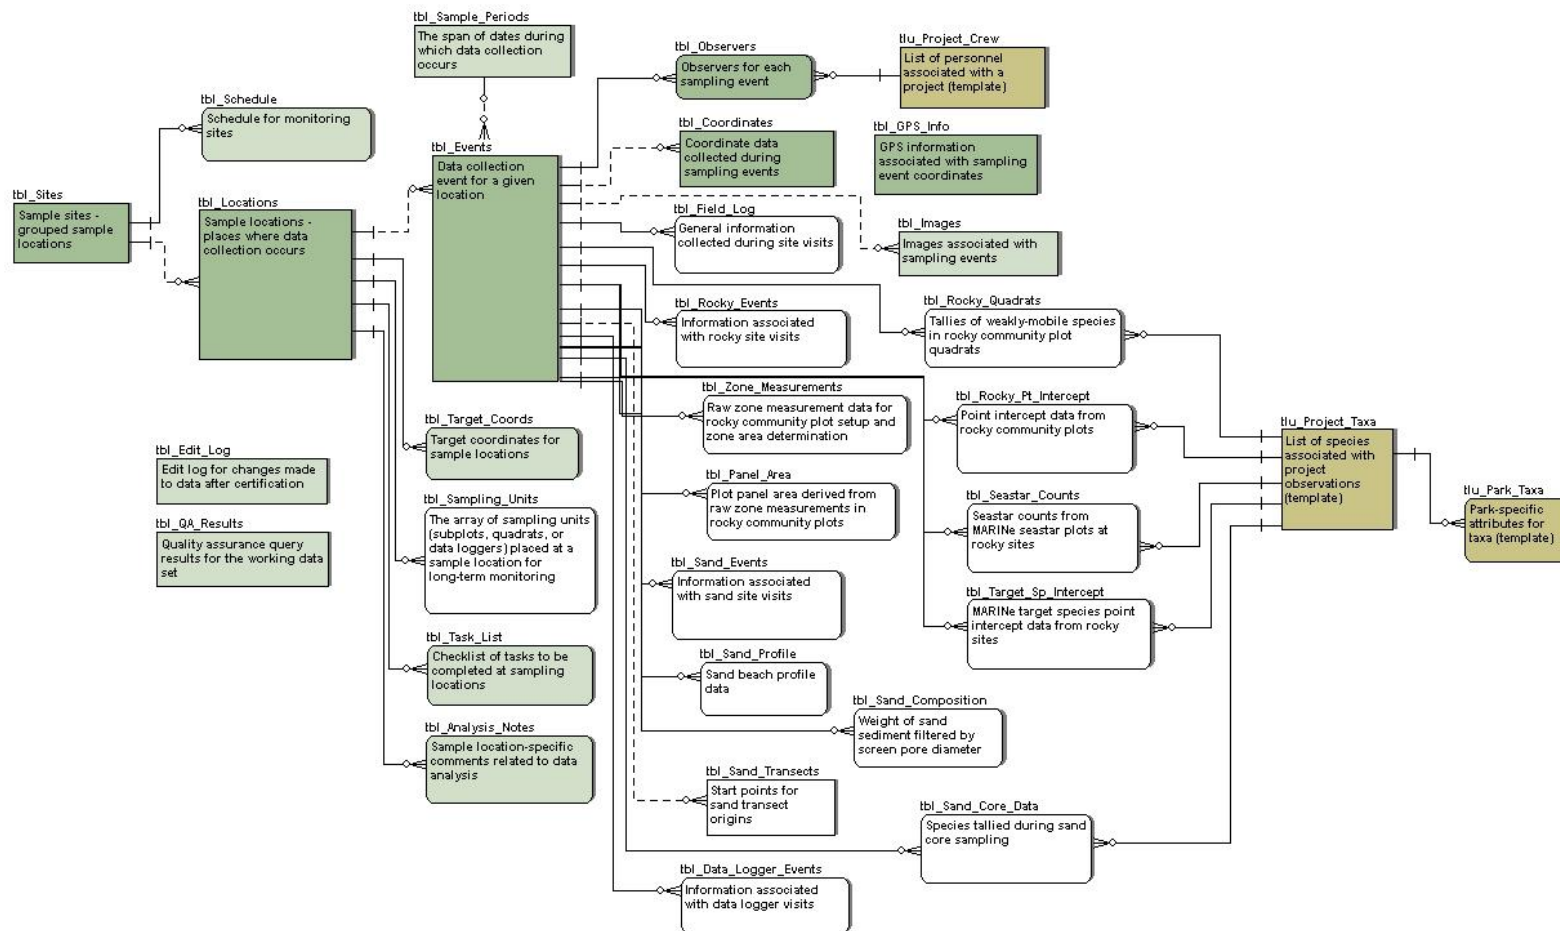 tbl_Sample_Periods
The span of dates during
which data collection
occurs
tbl_Observers
Observers for each
sampling event
tlu_Project_Crew
List of personnel
associated with a
project (template)
tbl_Schedule
Schedule for monitoring
sites
tbl_Coordinates
Coordinate data
collected during
sampling events
tbl_GPS_Info
GPS information
associated with sampling
event coordinates
tbl_Events
Data collection
event for a given
location
tbl_Sites
Sample sites -
grouped sample
locations
tbl_Locations
Sample locations -
places where data
collection occurs
tbl_Field_Log
General information
collected during site visits
tbl_Images
Images associated with
sampling events
tbl_Rocky_Events
Information associated
with rocky site visits
tbl_Rocky_Quadrats
Tallies of weakly-mobile species
in rocky community plot
quadrats
tbl_Zone_Measurements
Raw zone measurement data for
rocky community plot setup and
zone area determination
tbl_Rocky_Pt_Intercept
Point intercept data from
rocky community plots
tbl_Target_Coords
Target coordinates for
sample locations
tlu_Project_Taxa
List of species
associated with
project
observations
(template)
tbl_Edit_Log
Edit log for changes made
to data after certification
tbl_Panel_Area
Plot panel area derived from
raw zone measurements in
rocky community plots
tbl_Sampling_Units
The array of sampling units
(subplots, quadrats, or
data loggers) placed at a
sample location for
long-term monitoring
tbl_Seastar_Counts
Seastar counts from
MARINe seastar plots at
rocky sites
tlu_Park_Taxa
Park-specific
attributes for
taxa (template)
tbl_QA_Results
Quality assurance query
results for the working data
set
tbl_Sand_Events
Information associated
with sand site visits
tbl_Target_Sp_Intercept
MARINe target species point
intercept data from rocky
sites
tbl_Task_List
Checklist of tasks to be
completed at sampling
locations
tbl_Sand_Profile
Sand beach profile
data
tbl_Sand_Composition
Weight of sand
sediment filtered by
screen pore diameter
tbl_Analysis_Notes
Sample location-specific
comments related to data
analysis
tbl_Sand_Transects
Start points for
sand transect
origins
tbl_Sand_Core_Data
Species tallied during sand
core sampling
tbl_Data_Logger_Events
Information associated
with data logger visits